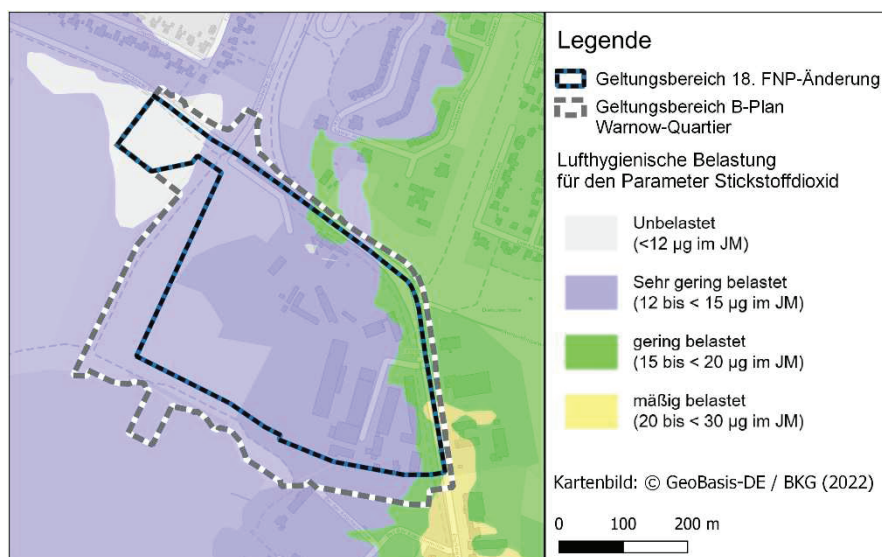 Legende
Geltungsbereich 18. FNP-Änderung
Geltungsbereich B-Plan
Warnow-Quartier
Lufthygienische Belastung
für den Parameter Stickstoffdioxid
Unbelastet
(<12 µg im JM)
Sehr gering belastet
(12 bis < 15 µg im JM)
gering belastet
(15 bis < 20 µg im JM)
mäßig belastet
(20 bis < 30 µg im JM)
Kartenbild: © GeoBasis-DE / BKG (2022)
0 100 200 m